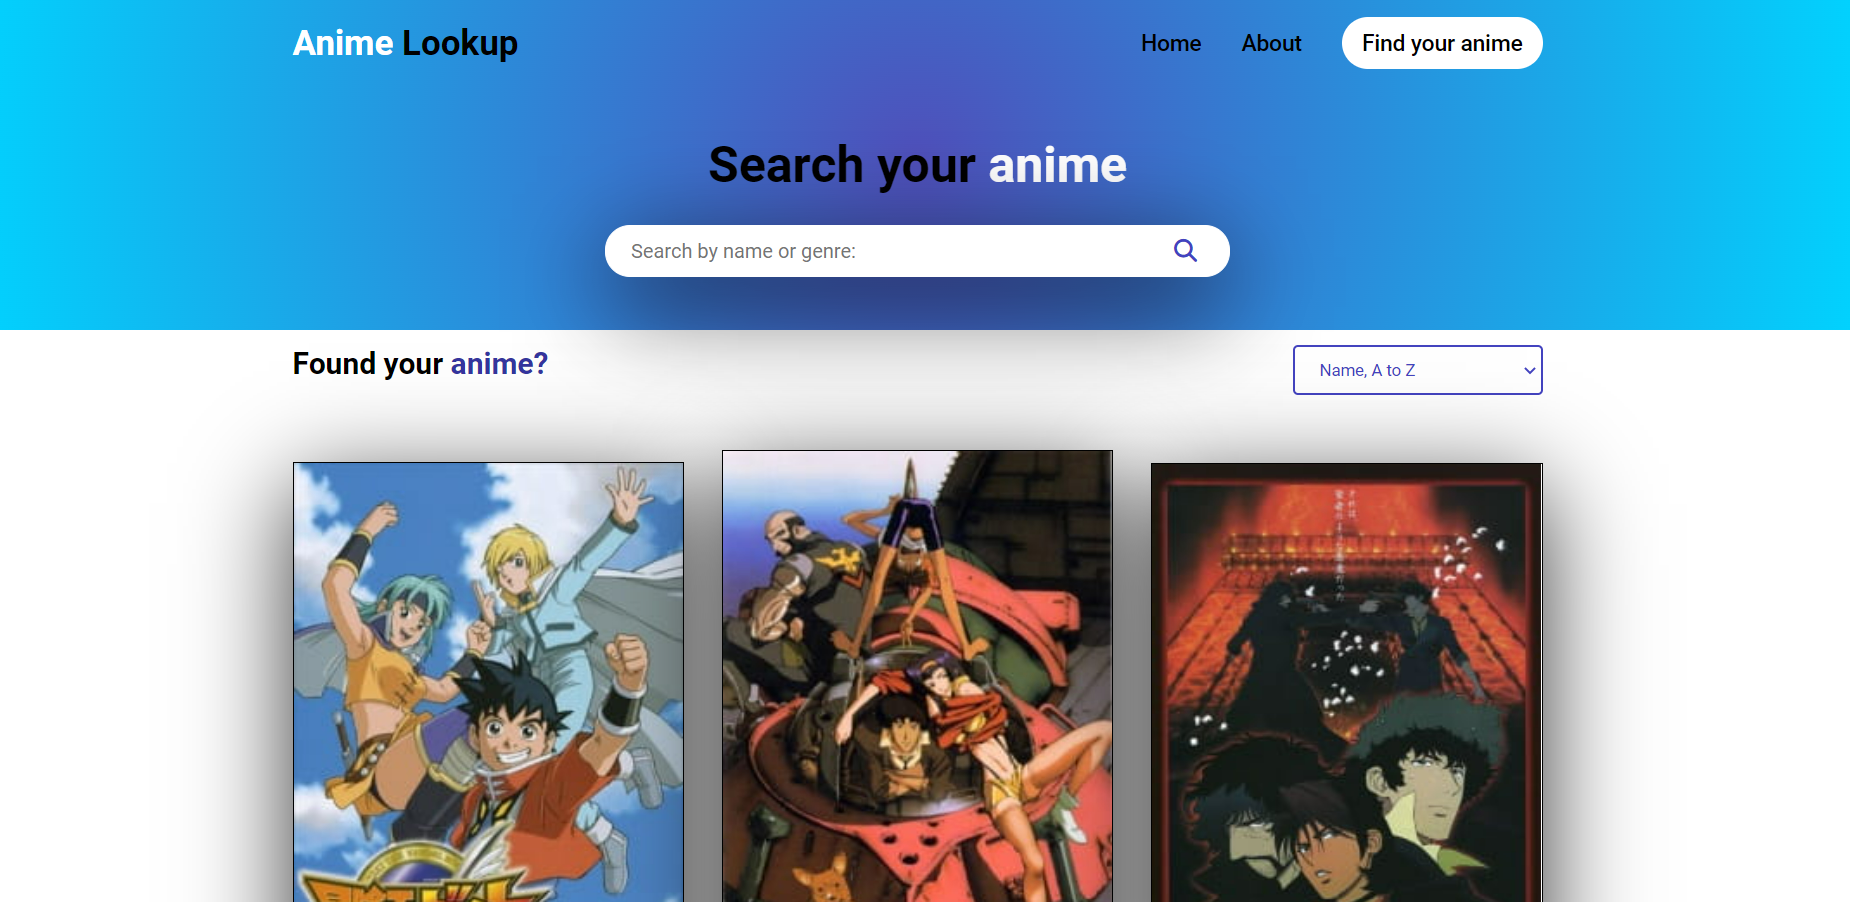 Anime Lookup
Home
About
Find your anime
Search your anime
Search by name or genre:
Found your anime?
Name, A to Z